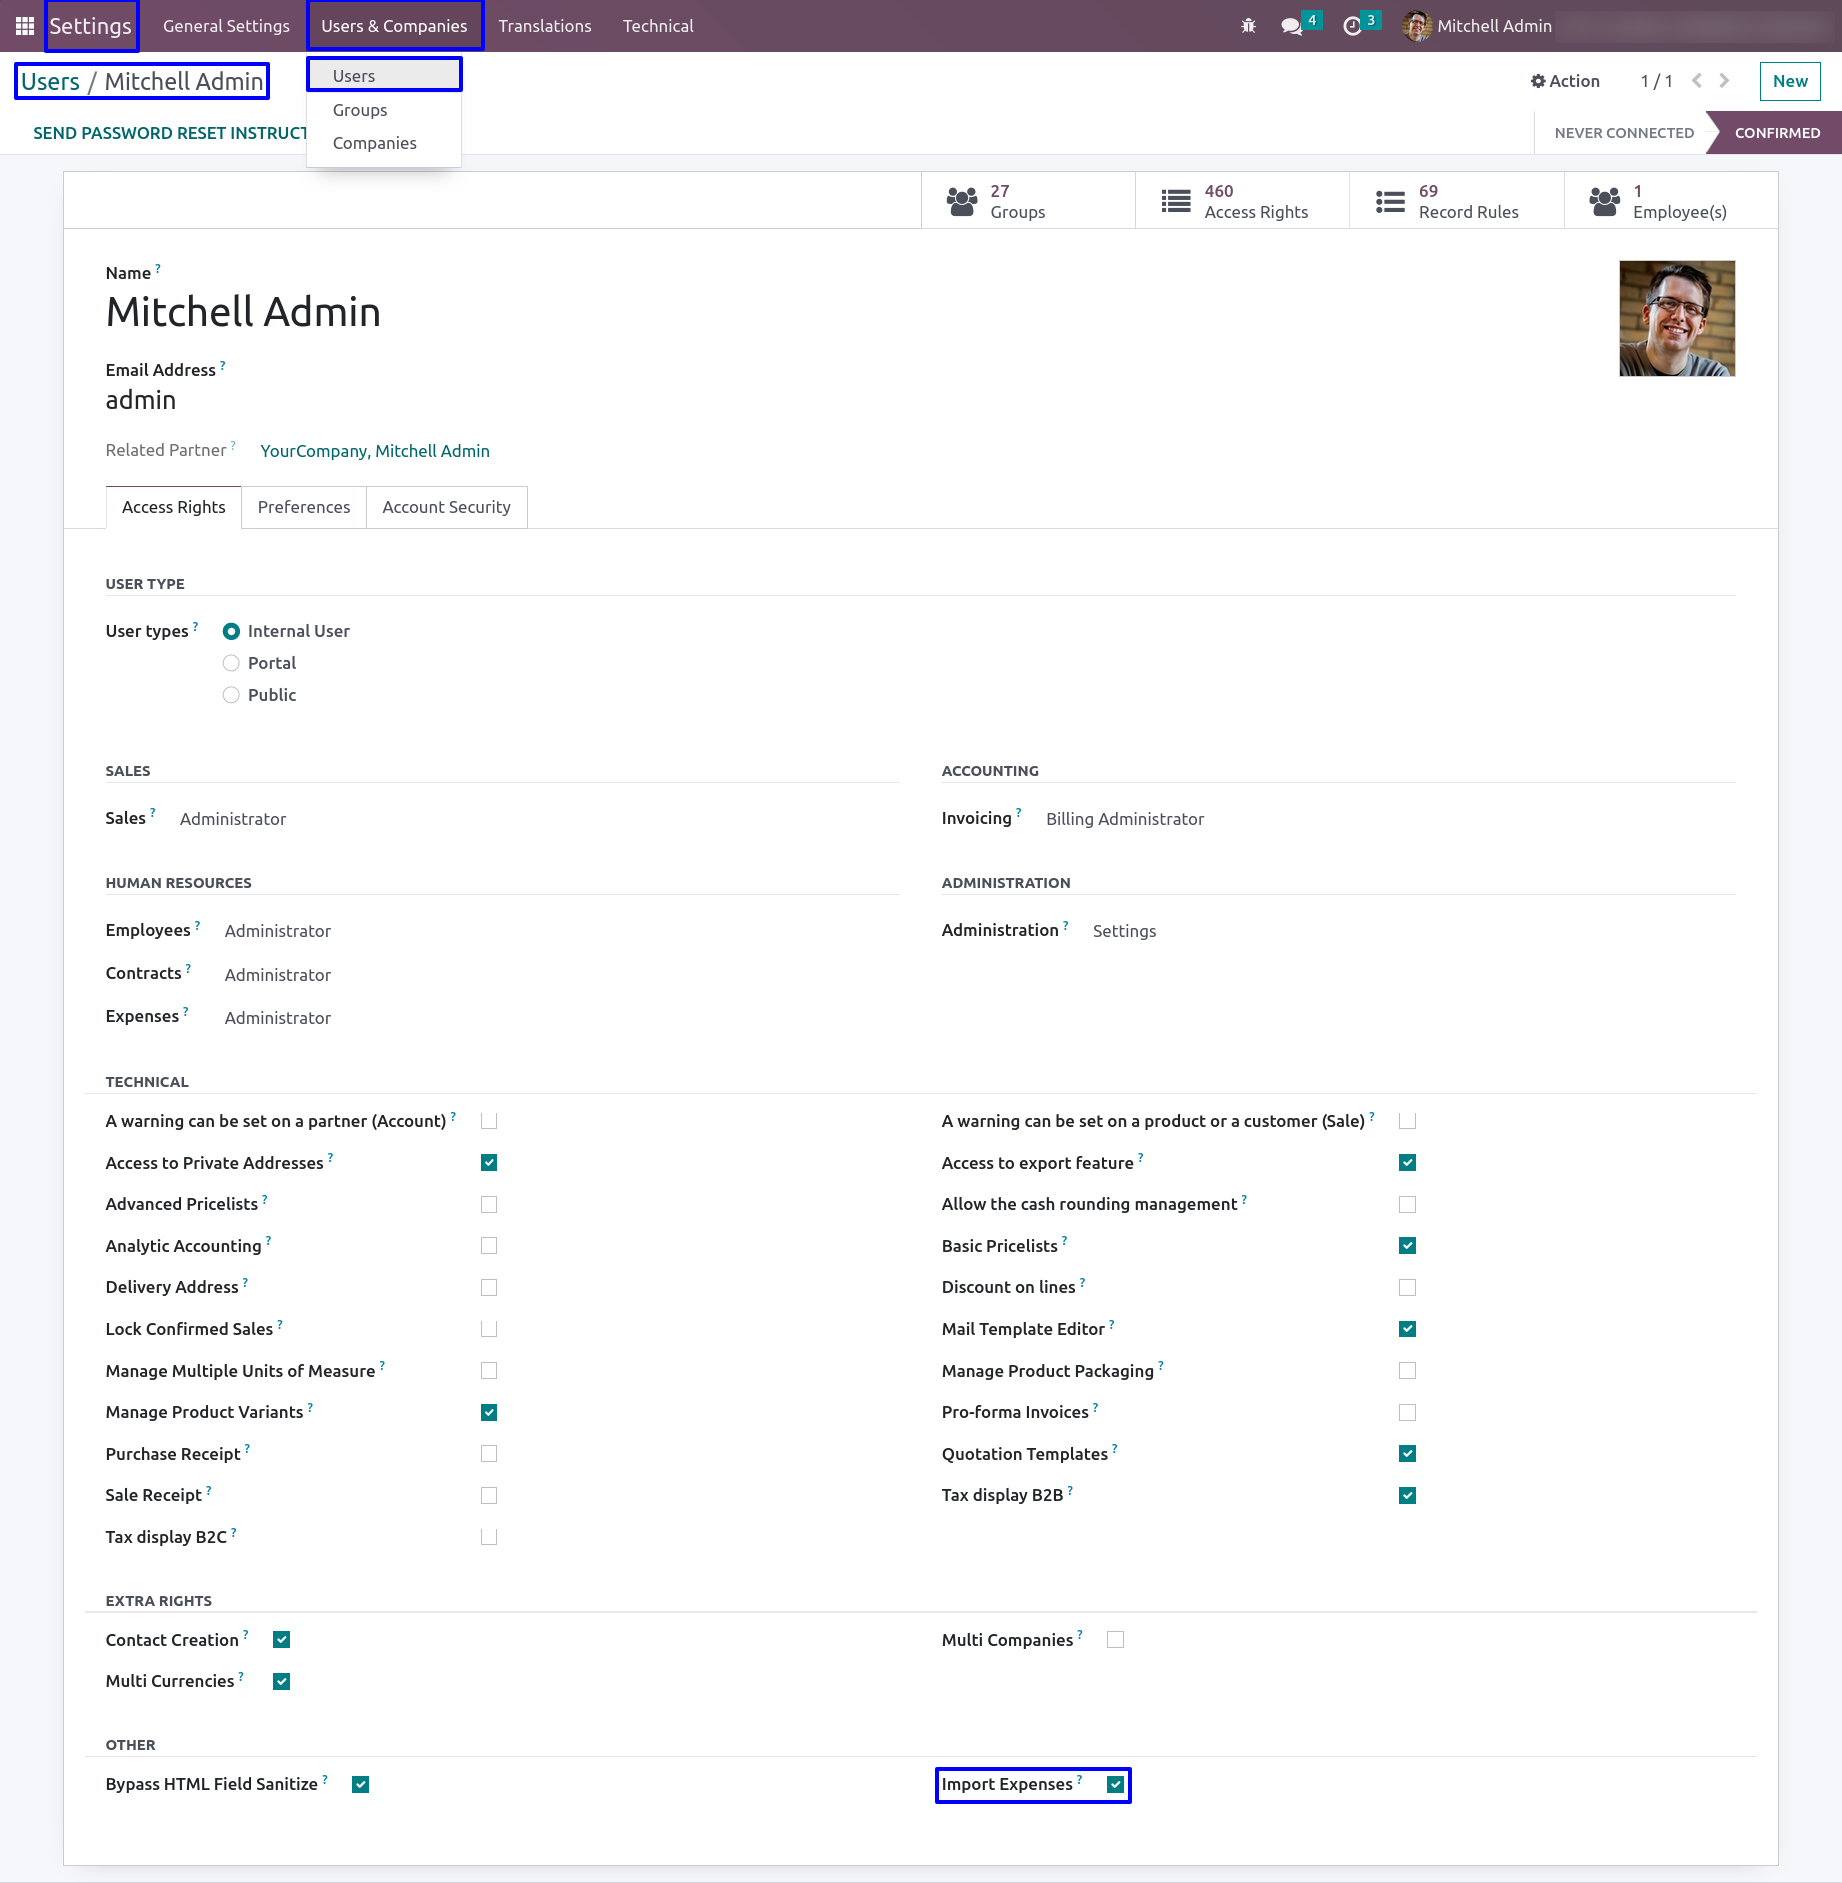 Settings General Settings Users & Companies Translations Technical 4 3 Mitchell Admin
Users / Mitchell Admin Users Action 1 / 1 New
Groups
SEND PASSWORD RESET INSTRUCT Companies NEVER CONNECTED CONFIRMED
27 Groups 460 Access Rights 69 Record Rules 1 Employee(s)
Name ?
Mitchell Admin
Email Address ?
admin
Related Partner ? YourCompany, Mitchell Admin
Access Rights Preferences Account Security
USER TYPE
User types ? Internal User
Portal
Public
SALES ACCOUNTING
Sales ? Administrator Invoicing ? Billing Administrator
HUMAN RESOURCES ADMINISTRATION
Employees ? Administrator Administration ? Settings
Contracts ? Administrator
Expenses ? Administrator
TECHNICAL
A warning can be set on a partner (Account) ? A warning can be set on a product or a customer (Sale) ?
Access to Private Addresses ? Access to export feature ?
Advanced Pricelists ? Allow the cash rounding management ?
Analytic Accounting ? Basic Pricelists ?
Delivery Address ? Discount on lines ?
Lock Confirmed Sales ? Mail Template Editor ?
Manage Multiple Units of Measure ? Manage Product Packaging ?
Manage Product Variants ? Pro-forma Invoices ?
Purchase Receipt ? Quotation Templates ?
Sale Receipt ? Tax display B2B ?
Tax display B2C ?
EXTRA RIGHTS
Contact Creation ? Multi Companies ?
Multi Currencies ?
OTHER
Bypass HTML Field Sanitize ? Import Expenses ?